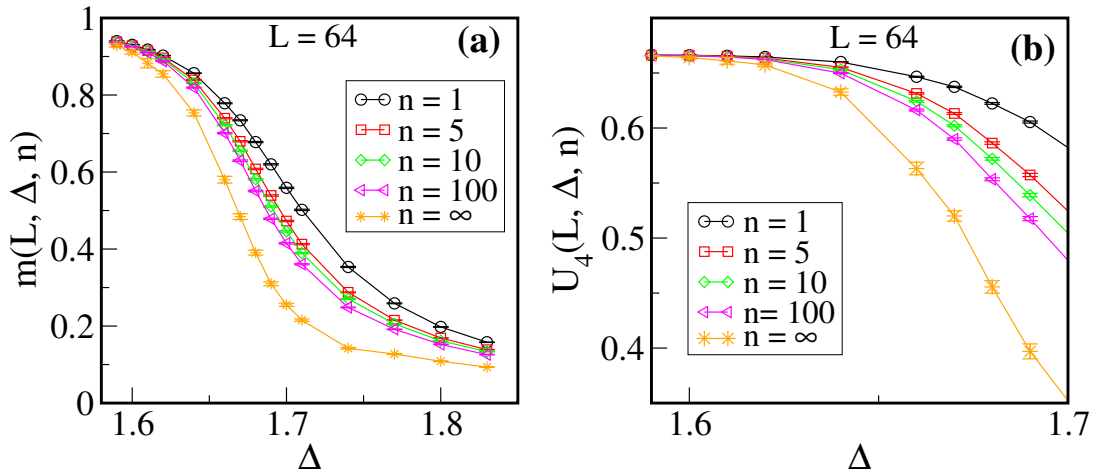 L = 64
(a)
1
0.8
0.6
0.4
0.2
0
m(L, Δ, n)
n = 1
n = 5
n = 10
n = 100
n = ∞
1.6 1.7 1.8
Δ
L = 64
(b)
0.6
0.5
0.4
U4(L, Δ, n)
n = 1
n = 5
n = 10
n= 100
n = ∞
1.6 1.7
Δ